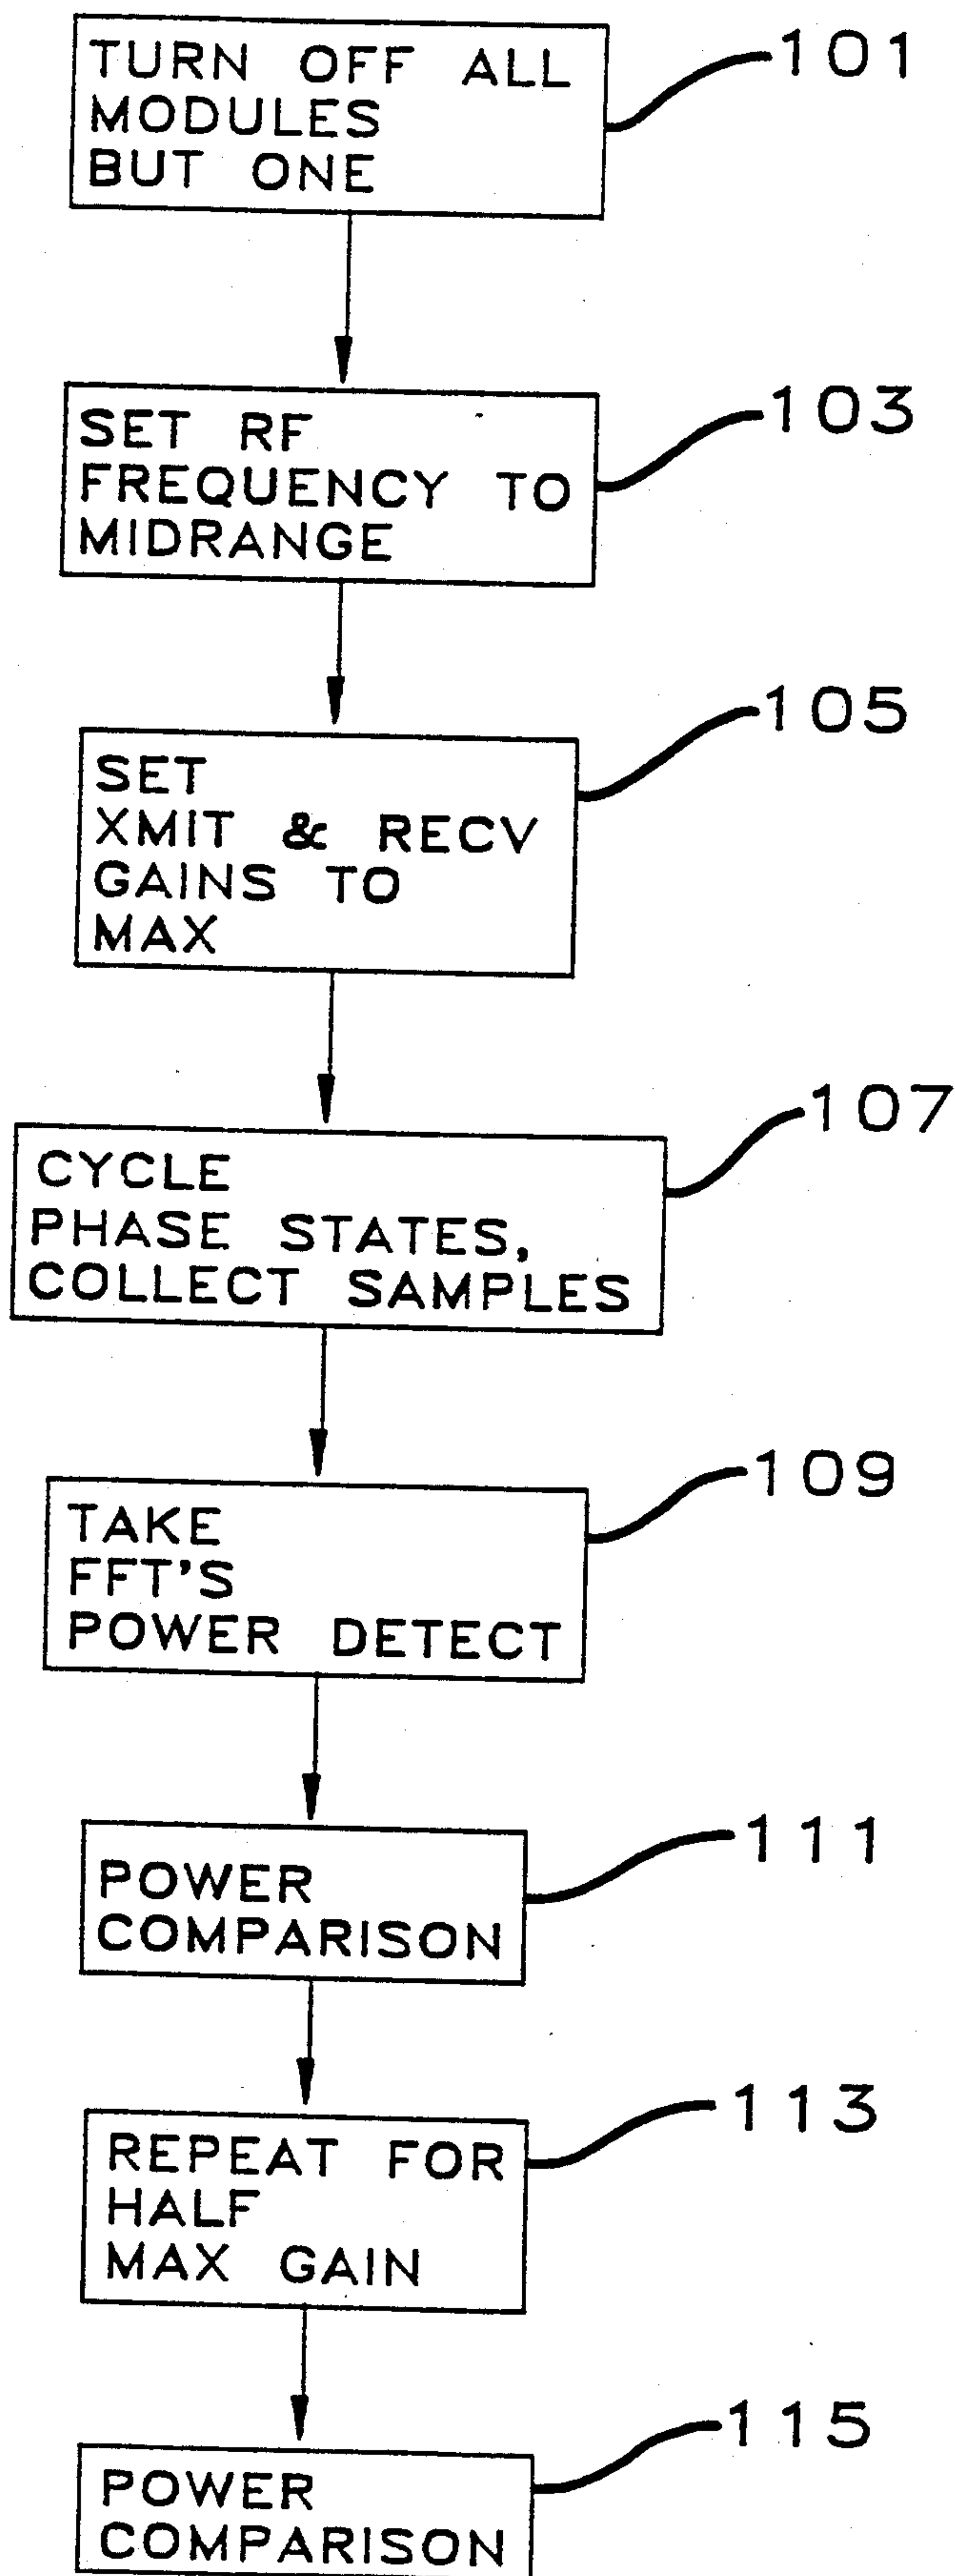 TURN OFF ALL
MODULES
BUT ONE
101
SET RF
FREQUENCY TO
MIDRANGE
103
SET
XMIT & RECV
GAINS TO
MAX
105
CYCLE
PHASE STATES,
COLLECT SAMPLES
107
TAKE
FFT'S
POWER DETECT
109
POWER
COMPARISON
111
REPEAT FOR
HALF
MAX GAIN
113
POWER
COMPARISON
115